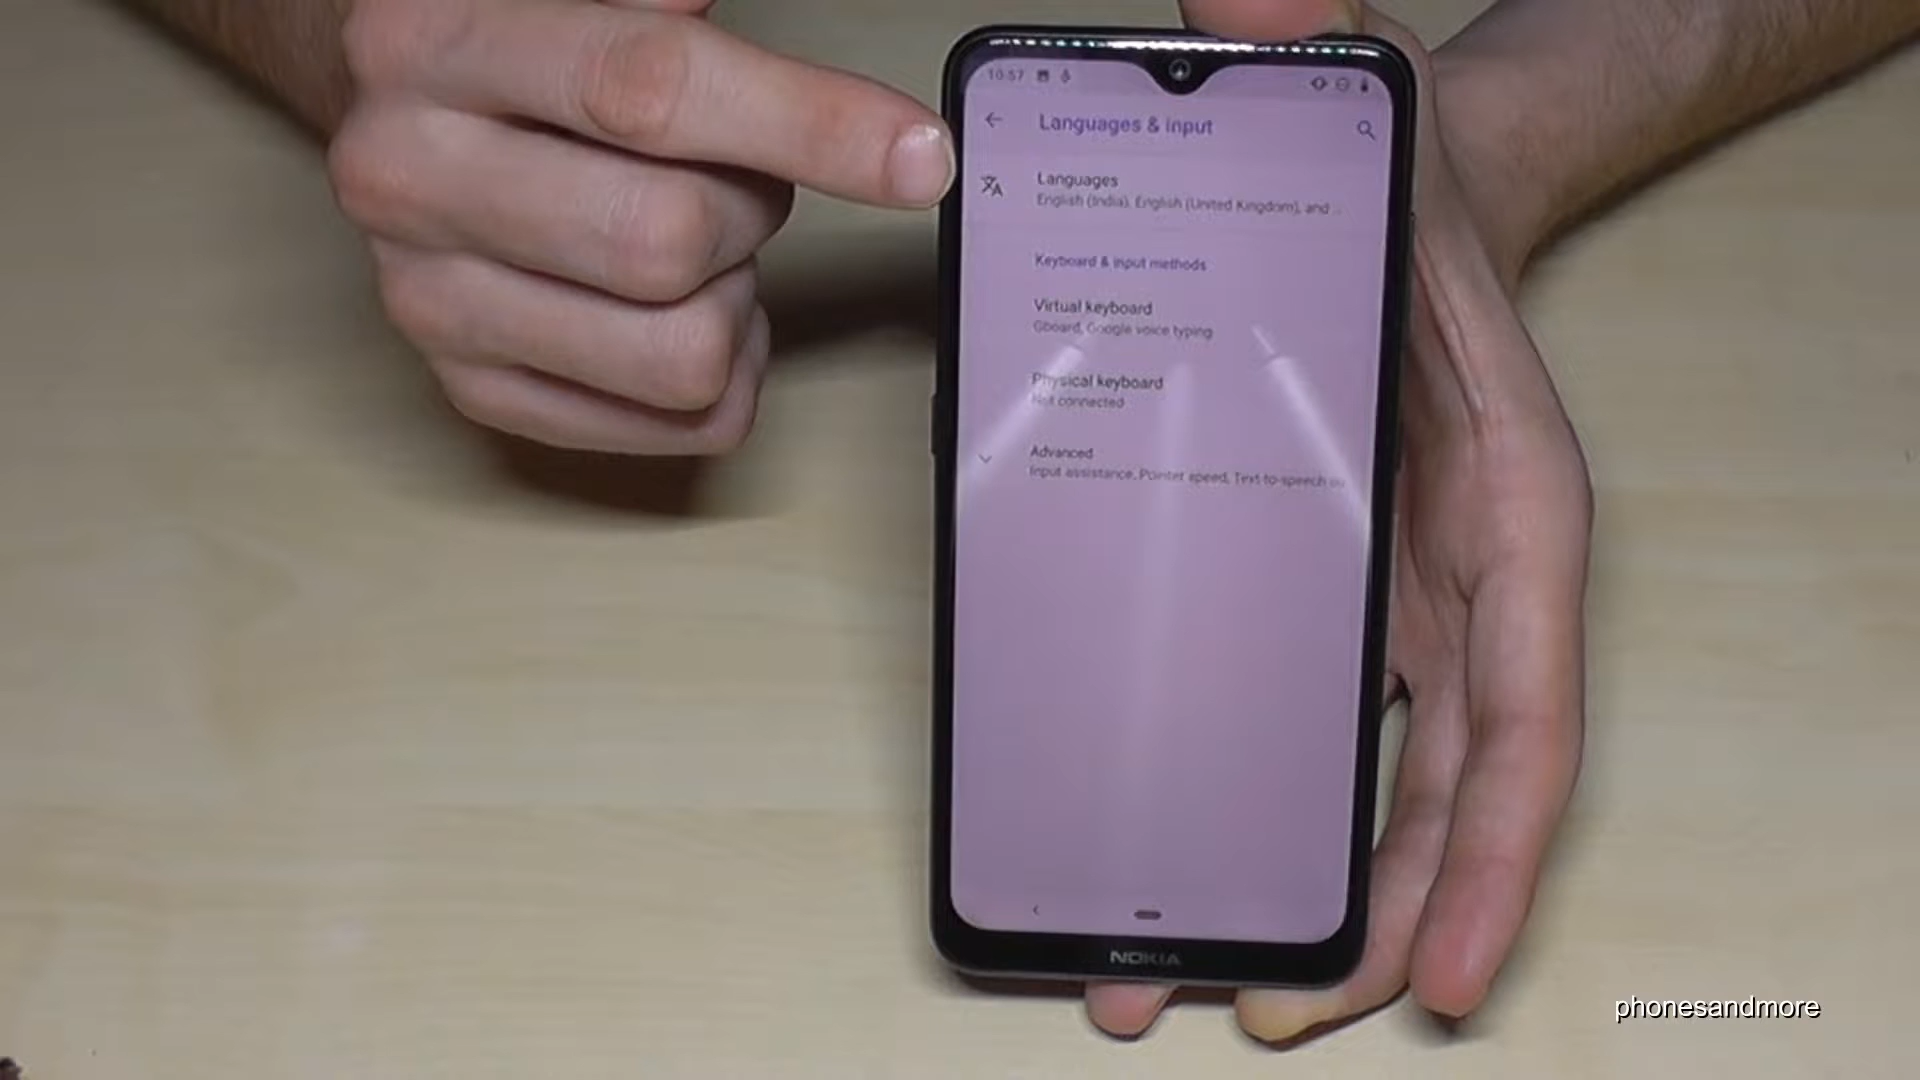 10:57
Languages & input
Languages
English (India), English (United Kingdom), and ...
Keyboard & input methods
Virtual keyboard
Gboard, Google voice typing
Physical keyboard
Not connected
Advanced
Input assistance, Pointer speed, Text-to-speech ou
NOKIA
phonesandmore